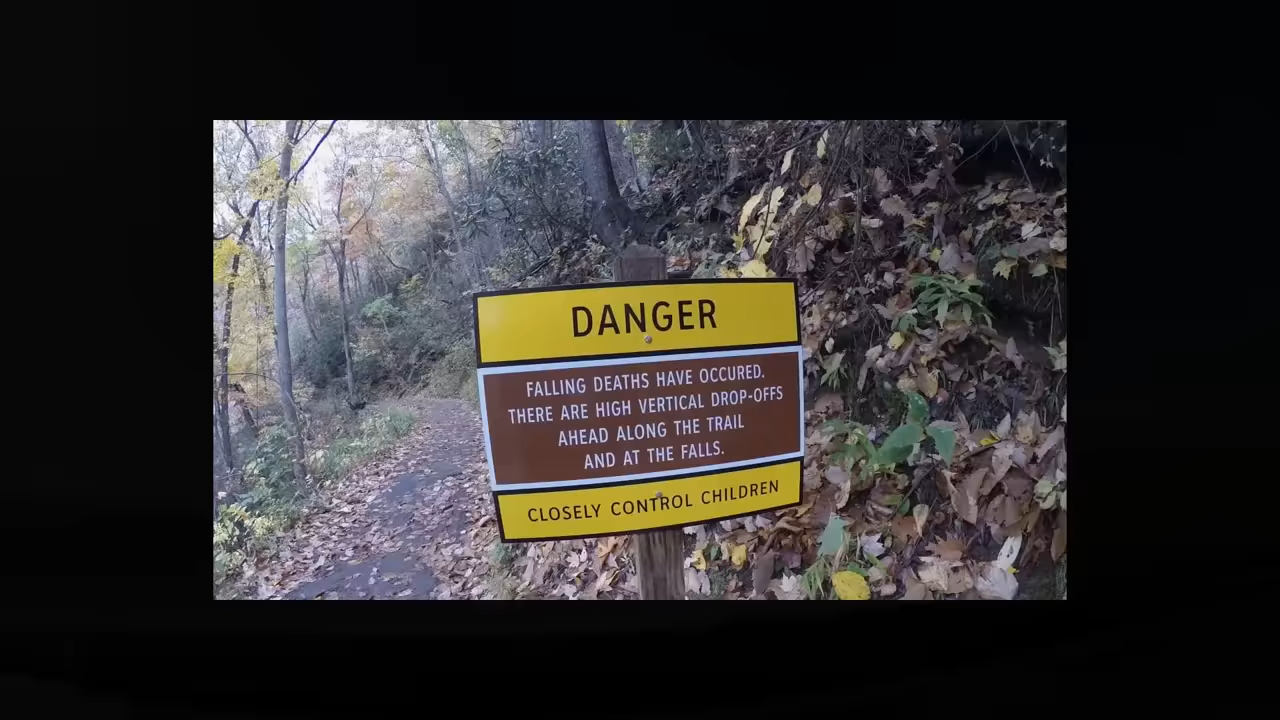 DANGER
FALLING DEATHS HAVE OCCURED.
THERE ARE HIGH VERTICAL DROP-OFFS
AHEAD ALONG THE TRAIL
AND AT THE FALLS.
CLOSELY CONTROL CHILDREN